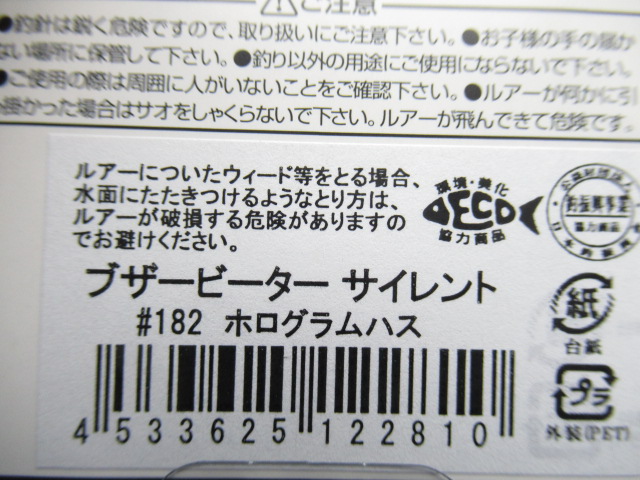 ご注意
●釣針は鋭く危険ですので、取り扱いにご注意下さい。●お子様の手の届か
ない場所に保管して下さい。●釣り以外の用途にご使用にならないで下さい。
●ご使用の際は周囲に人がいないことをご確認下さい。●ルアーが何かに引
掛かった場合はサオをしゃくらないで下さい。ルアーが飛んできて危険です。
ルアーについたウィード等をとる場合、
水面にたたきつけるようなとり方は、
ルアーが破損する危険がありますの
でお避けください。
環境・美化
ECO
協力商品
釣振興事業
協力商品
ブザービーター サイレント
#182 ホログラムハス
4 533625 122810
紙
台紙
プラ
外装(PET)